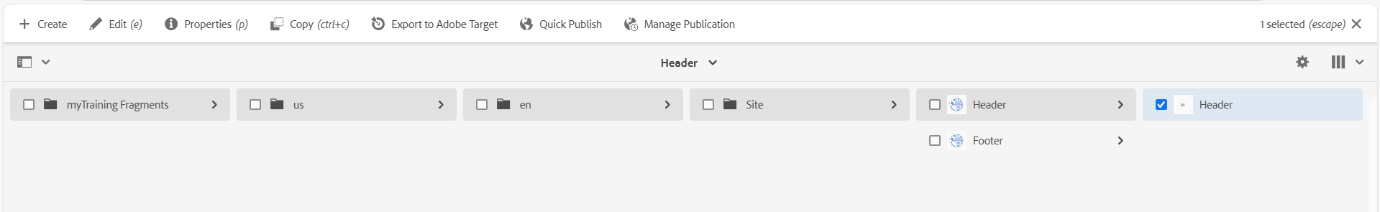 Create Edit (e) Properties (p) Copy (ctrl+c) Export to Adobe Target Quick Publish Manage Publication 1 selected (escape)
Header
myTraining Fragments us en Site Header Header
Footer